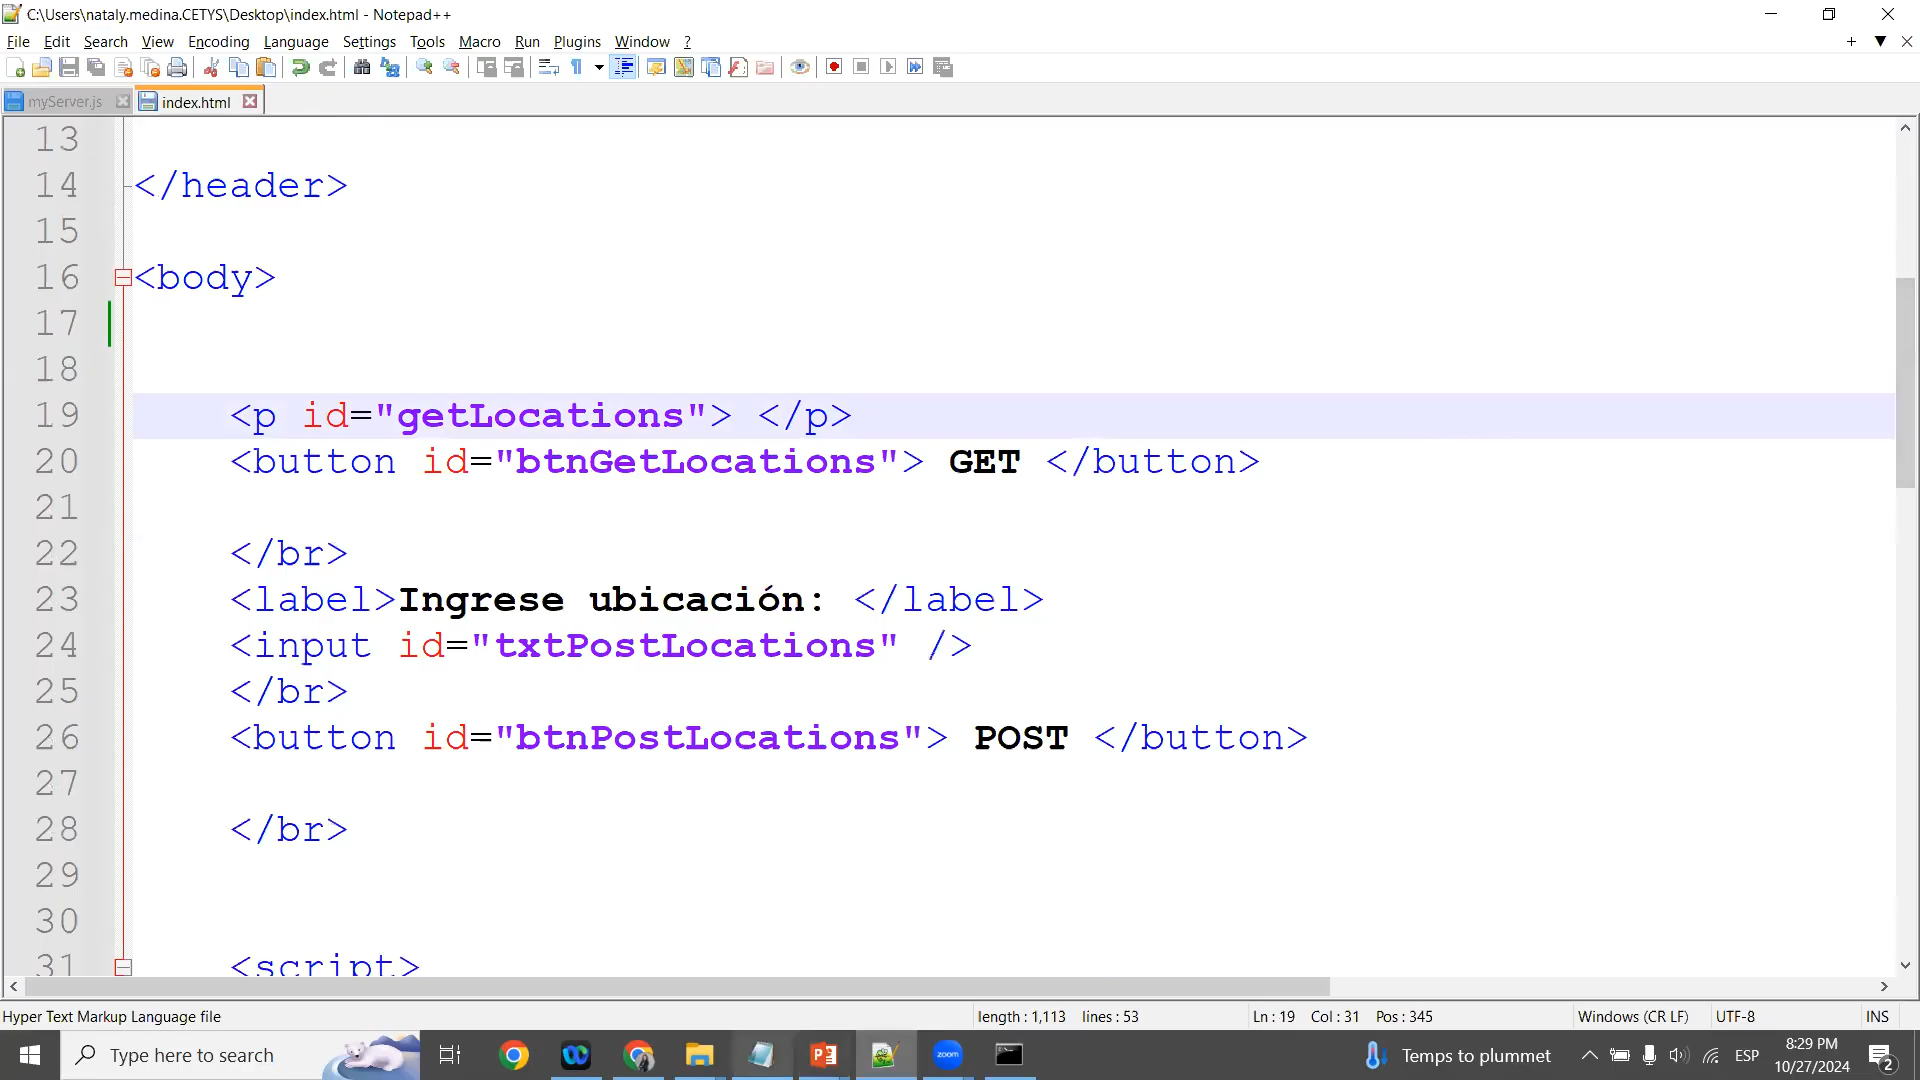 C:\Users\nataly.medina.CETYS\Desktop\index.html - Notepad++
File Edit Search View Encoding Language Settings Tools Macro Run Plugins Window ?
myServer.js index.html
13
14 </header>
15
16 <body>
17
18
19 <p id="getLocations"> </p>
20 <button id="btnGetLocations"> GET </button>
21
22 </br>
23 <label>Ingrese ubicación: </label>
24 <input id="txtPostLocations" />
25 </br>
26 <button id="btnPostLocations"> POST </button>
27
28 </br>
29
30
31 <script>
Hyper Text Markup Language file length : 1,113 lines : 53 Ln : 19 Col : 31 Pos : 345 Windows (CR LF) UTF-8 INS
Type here to search zoom Temps to plummet ESP 8:29 PM
10/27/2024 2